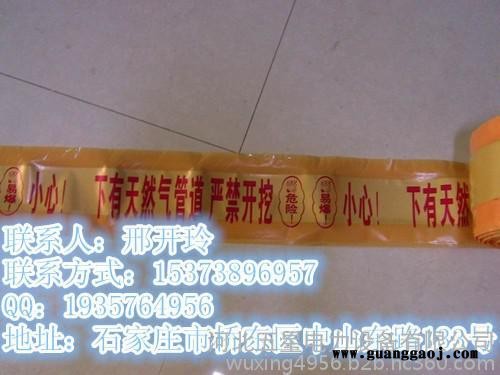 易爆 小心! 下有天然气管道 严禁开挖 危险 易爆 小心! 下有天然
联系人: 邢开玲
联系方式: 15373896957
QQ: 1935764956
地址: 石家庄市桥东区中山东路
www.guanggaoj.com
wuxing4956.b2b.hc360.com